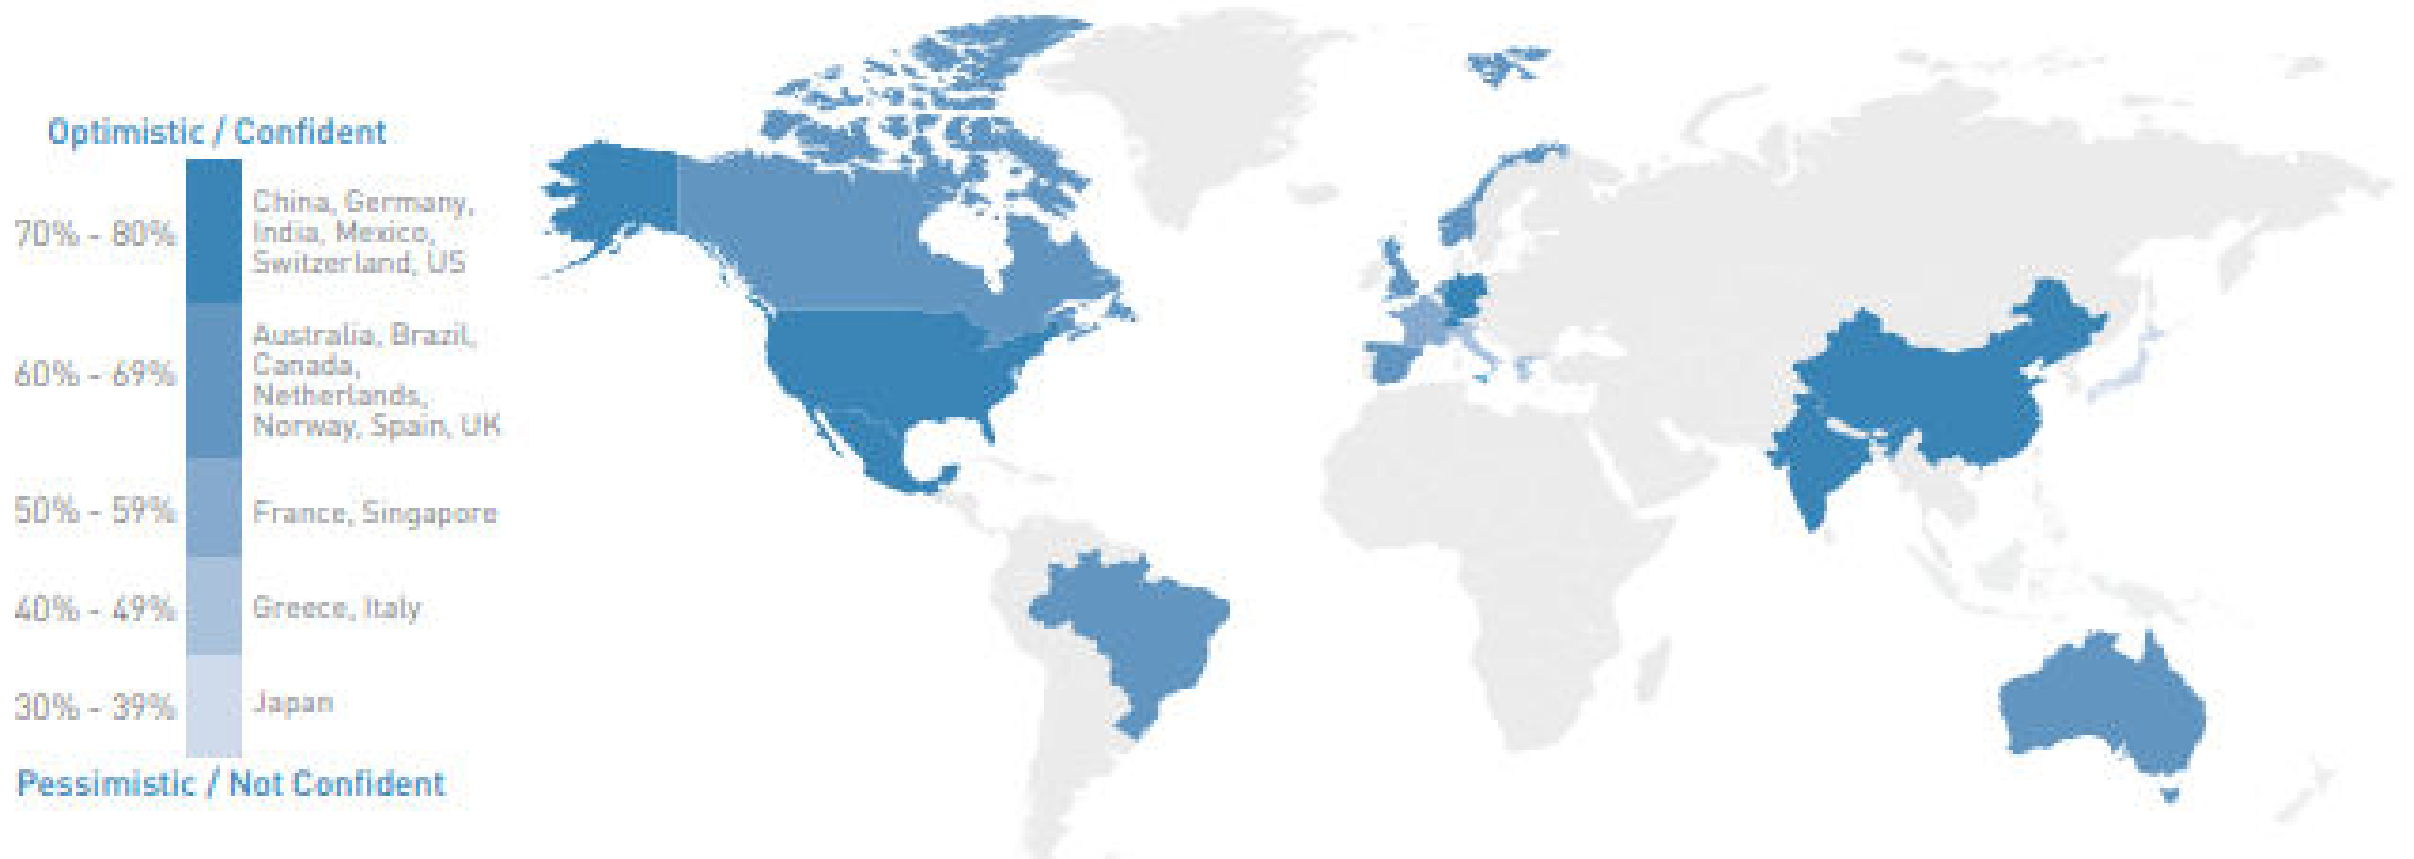 Optimistic / Confident
70% - 80%
China, Germany,
India, Mexico,
Switzerland, US
60% - 69%
Australia, Brazil,
Canada,
Netherlands,
Norway, Spain, UK
50% - 59%
France, Singapore
40% - 49%
Greece, Italy
30% - 39%
Japan
Pessimistic / Not Confident